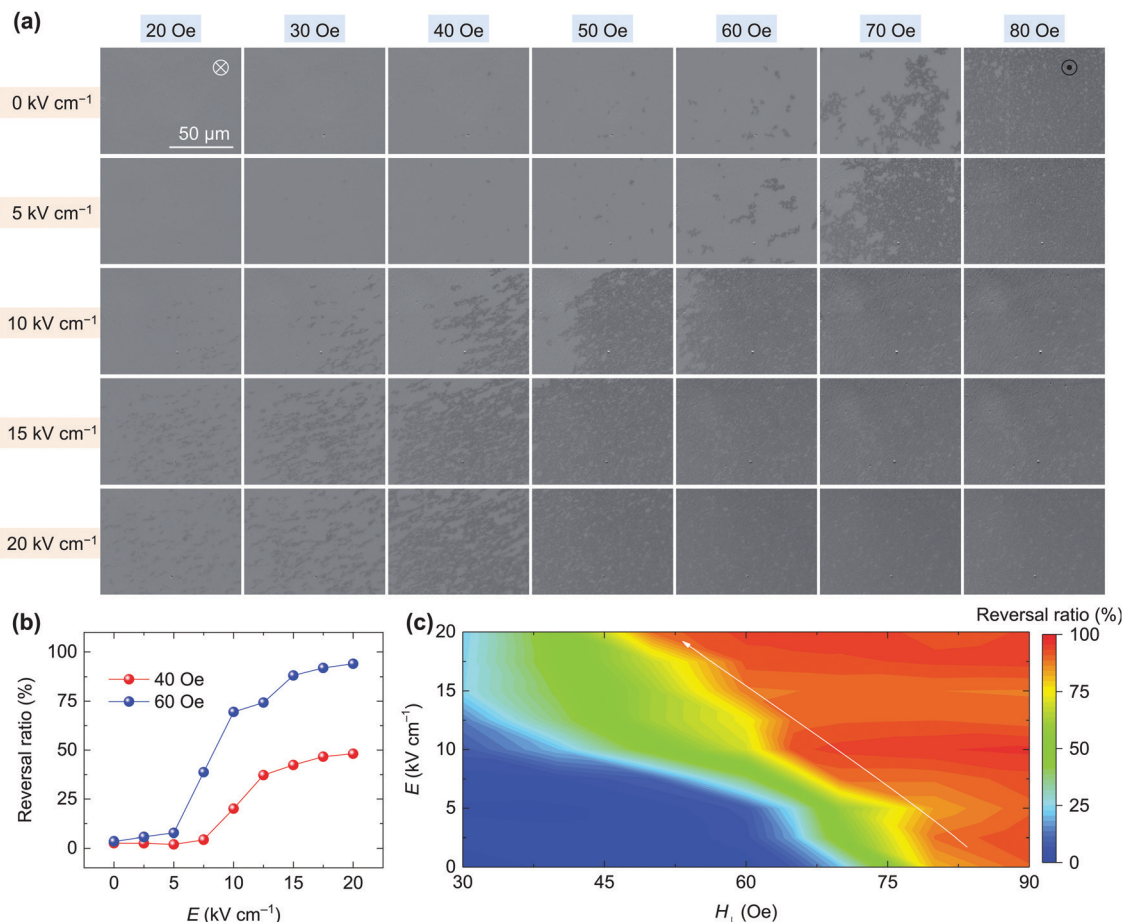 (a)
20 Oe 30 Oe 40 Oe 50 Oe 60 Oe 70 Oe 80 Oe
0 kV cm⁻¹
50 μm
5 kV cm⁻¹
10 kV cm⁻¹
15 kV cm⁻¹
20 kV cm⁻¹
(b)
Reversal ratio (%)
100
75
50
25
0
40 Oe
60 Oe
0 5 10 15 20
E (kV cm⁻¹)
(c)
Reversal ratio (%)
E (kV cm⁻¹)
20
15
10
5
0
30 45 60 75 90
H⊥ (Oe)
100
75
50
25
0